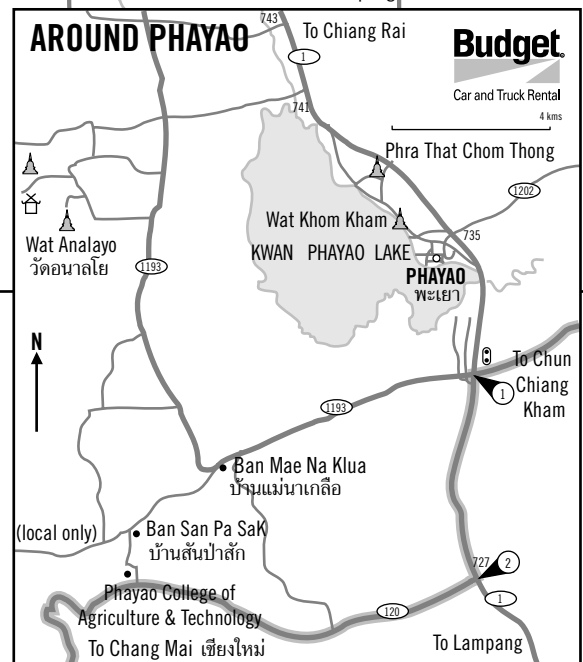 743
AROUND PHAYAO
To Chiang Rai
1
Budget.
Car and Truck Rental
4 kms
741
Phra That Chom Thong
1202
Wat Khom Kham
735
KWAN PHAYAO LAKE
Wat Analayo
วัดอนาลโย
1193
PHAYAO
พะเยา
N
To Chun
Chiang
Kham
1
1193
Ban Mae Na Klua
บ้านแม่นาเกลือ
(local only)
Ban San Pa SaK
บ้านสันป่าสัก
727
2
Phayao College of
Agriculture & Technology
120
1
To Chang Mai เชียงใหม่
To Lampang